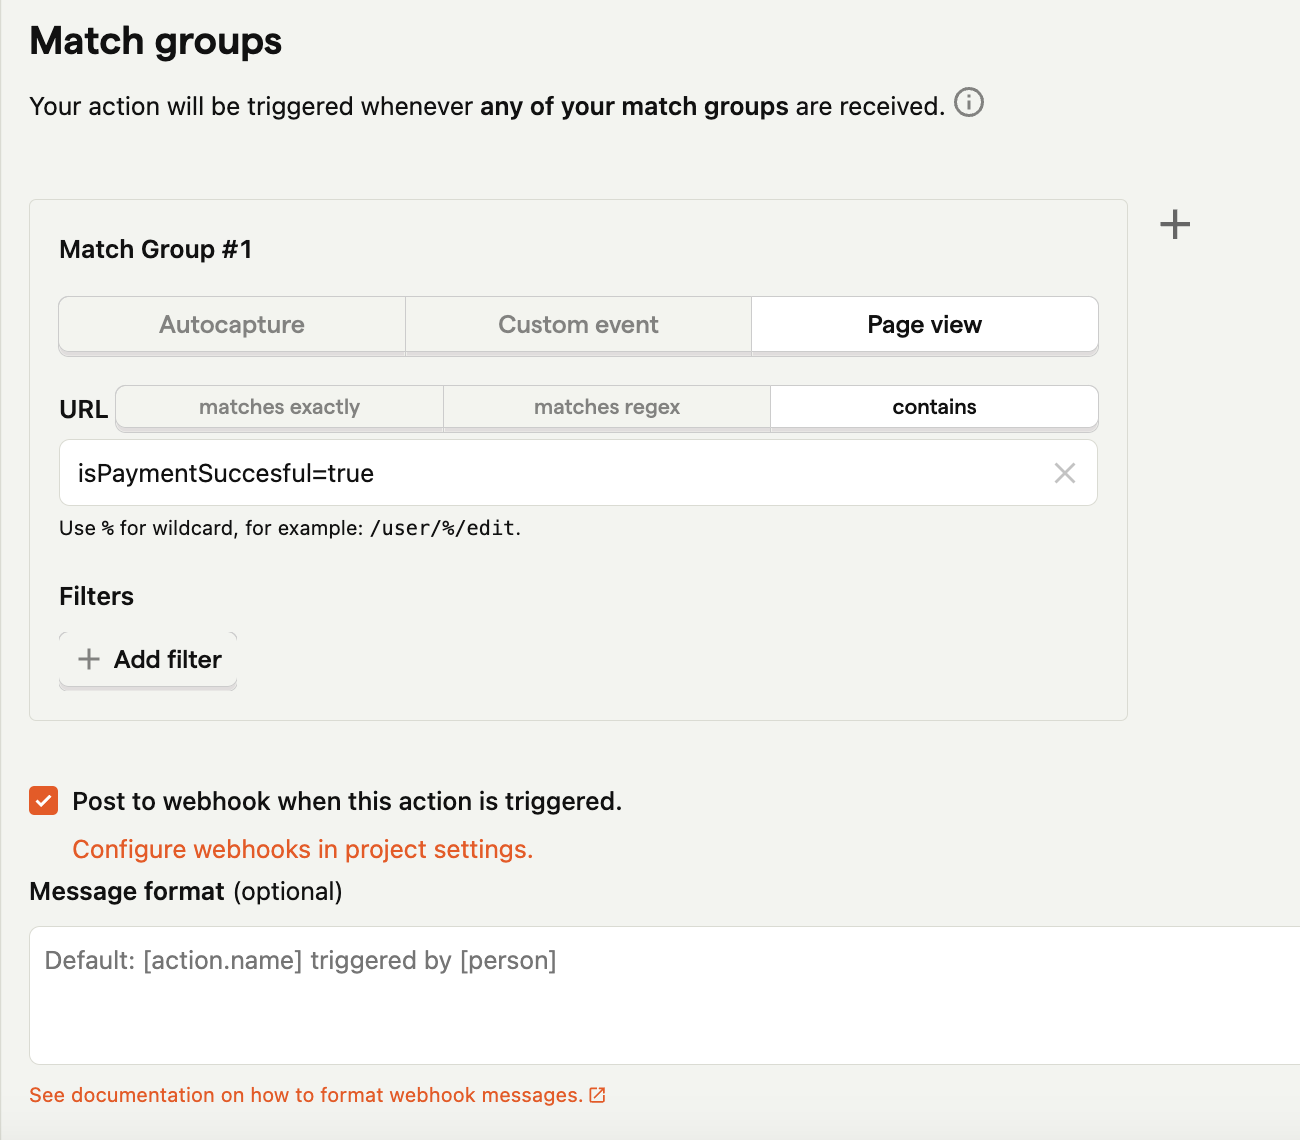 Match groups
Your action will be triggered whenever any of your match groups are received.
Match Group #1
Autocapture Custom event Page view
URL matches exactly matches regex contains
isPaymentSuccesful=true
Use % for wildcard, for example: /user/%/edit.
Filters
+ Add filter
Post to webhook when this action is triggered.
Configure webhooks in project settings.
Message format (optional)
Default: [action.name] triggered by [person]
See documentation on how to format webhook messages.